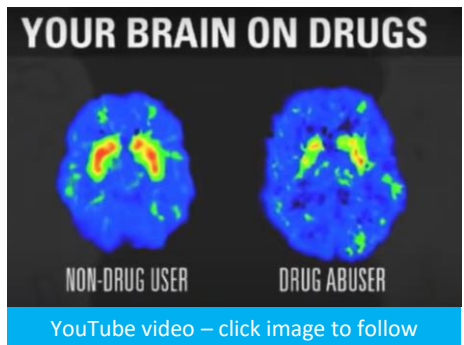 YOUR BRAIN ON DRUGS
NON-DRUG USER
DRUG ABUSER
YouTube video – click image to follow